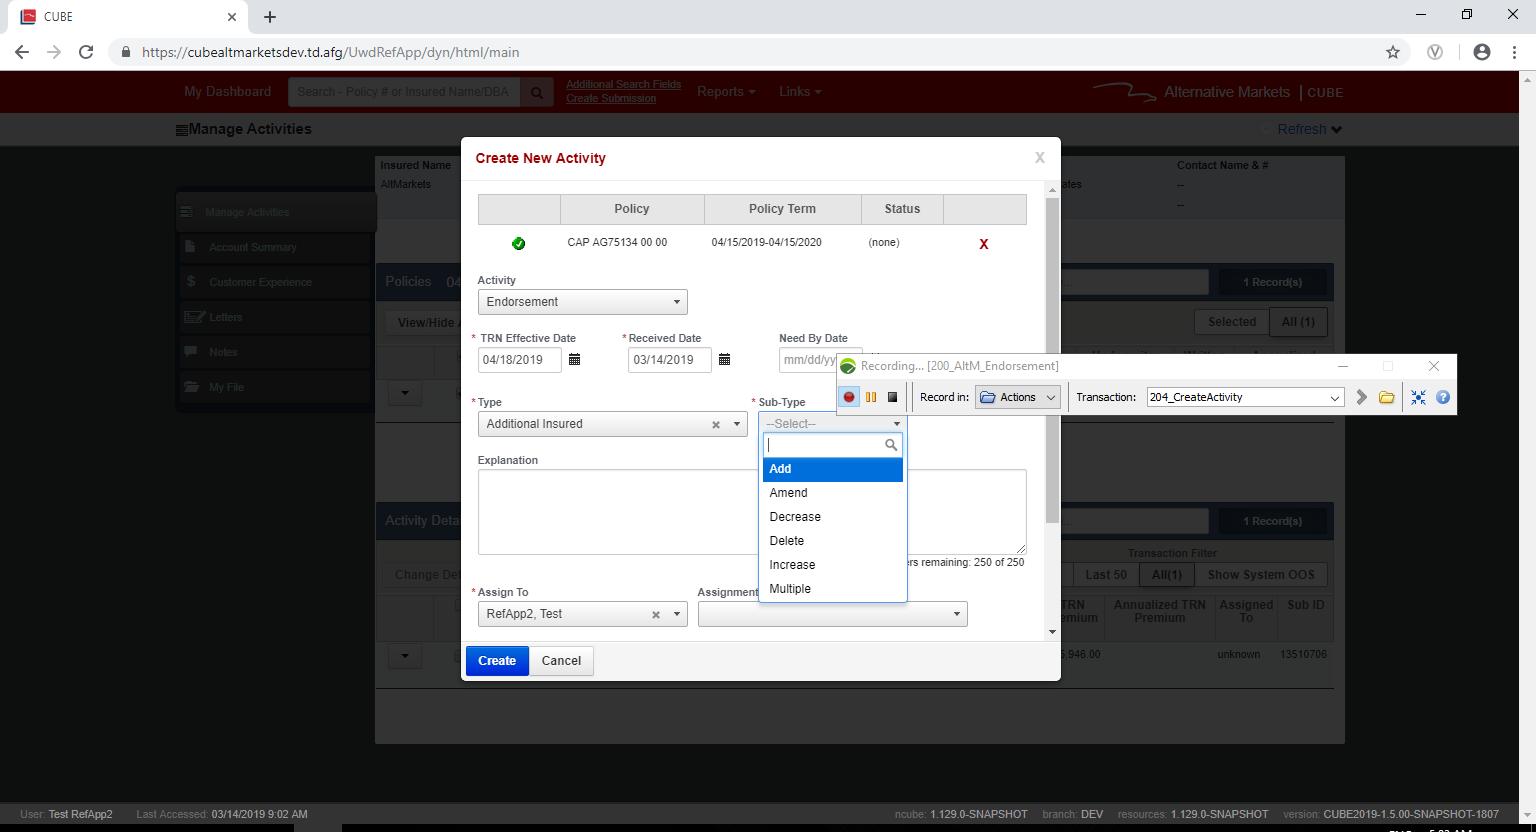 CUBE
https://cubealtmarketsdev.td.afg/UwdRefApp/dyn/html/main
My Dashboard
Search - Policy # or Insured Name/DBA
Additional Search Fields
Create Submission
Reports
Links
Alternative Markets | CUBE
Manage Activities
Refresh
Insured Name
AltMarkets
ates
Contact Name & #
--
--
Manage Activities
Account Summary
Customer Experience
Letters
Notes
My File
Policies 04
1 Record(s)
View/Hide
Selected
All (1)
Create New Activity
X
Policy
Policy Term
Status
CAP AG75134 00 00
04/15/2019-04/15/2020
(none)
X
Activity
Endorsement
* TRN Effective Date
* Received Date
Need By Date
04/18/2019
03/14/2019
mm/dd/yy
Recording... [200_AltM_Endorsement]
Record in:
Actions
Transaction:
204_CreateActivity
* Type
* Sub-Type
Additional Insured
--Select--
Add
Amend
Decrease
Delete
Increase
Multiple
Explanation
rs remaining: 250 of 250
* Assign To
Assignment
RefApp2, Test
Create
Cancel
Activity Deta
1 Record(s)
Transaction Filter
Change Det
Last 50
All(1)
Show System OOS
TRN
emium
Annualized TRN
Premium
Assigned
To
Sub ID
5,946.00
unknown
13510706
User: Test RefApp2
Last Accessed: 03/14/2019 9:02 AM
ncube: 1.129.0-SNAPSHOT
branch: DEV
resources: 1.129.0-SNAPSHOT
version: CUBE2019-1.5.00-SNAPSHOT-1807